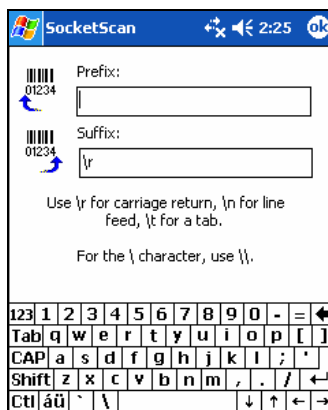 SocketScan 2:25 ok
Prefix:
01234
Suffix:
01234
\r
Use \r for carriage return, \n for line
feed, \t for a tab.
For the \ character, use \\.
123 1 2 3 4 5 6 7 8 9 0 - =
Tab q w e r t y u i o p [ ]
CAP a s d f g h j k l ; '
Shift z x c v b n m , . /
Ctl áü ` \